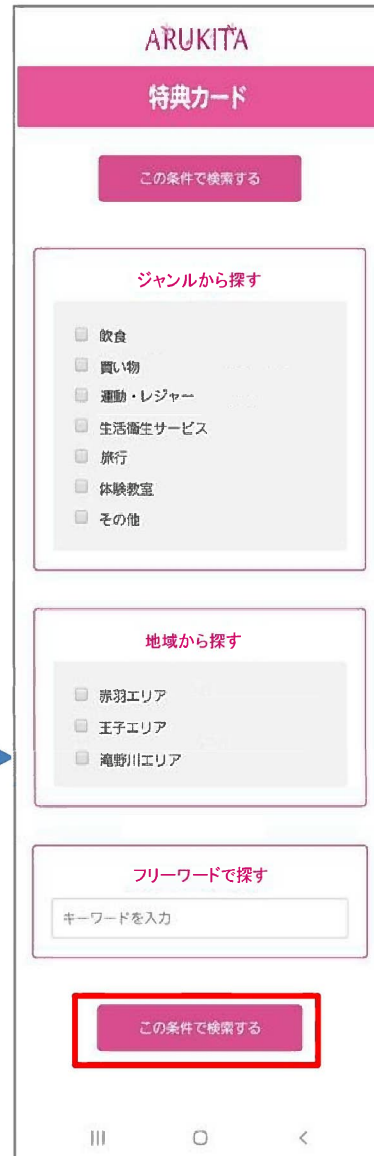 ARUKITA
特典カード
この条件で検索する
ジャンルから探す
飲食
買い物
運動・レジャー
生活衛生サービス
旅行
体験教室
その他
地域から探す
赤羽エリア
王子エリア
滝野川エリア
フリーワードで探す
キーワードを入力
この条件で検索する